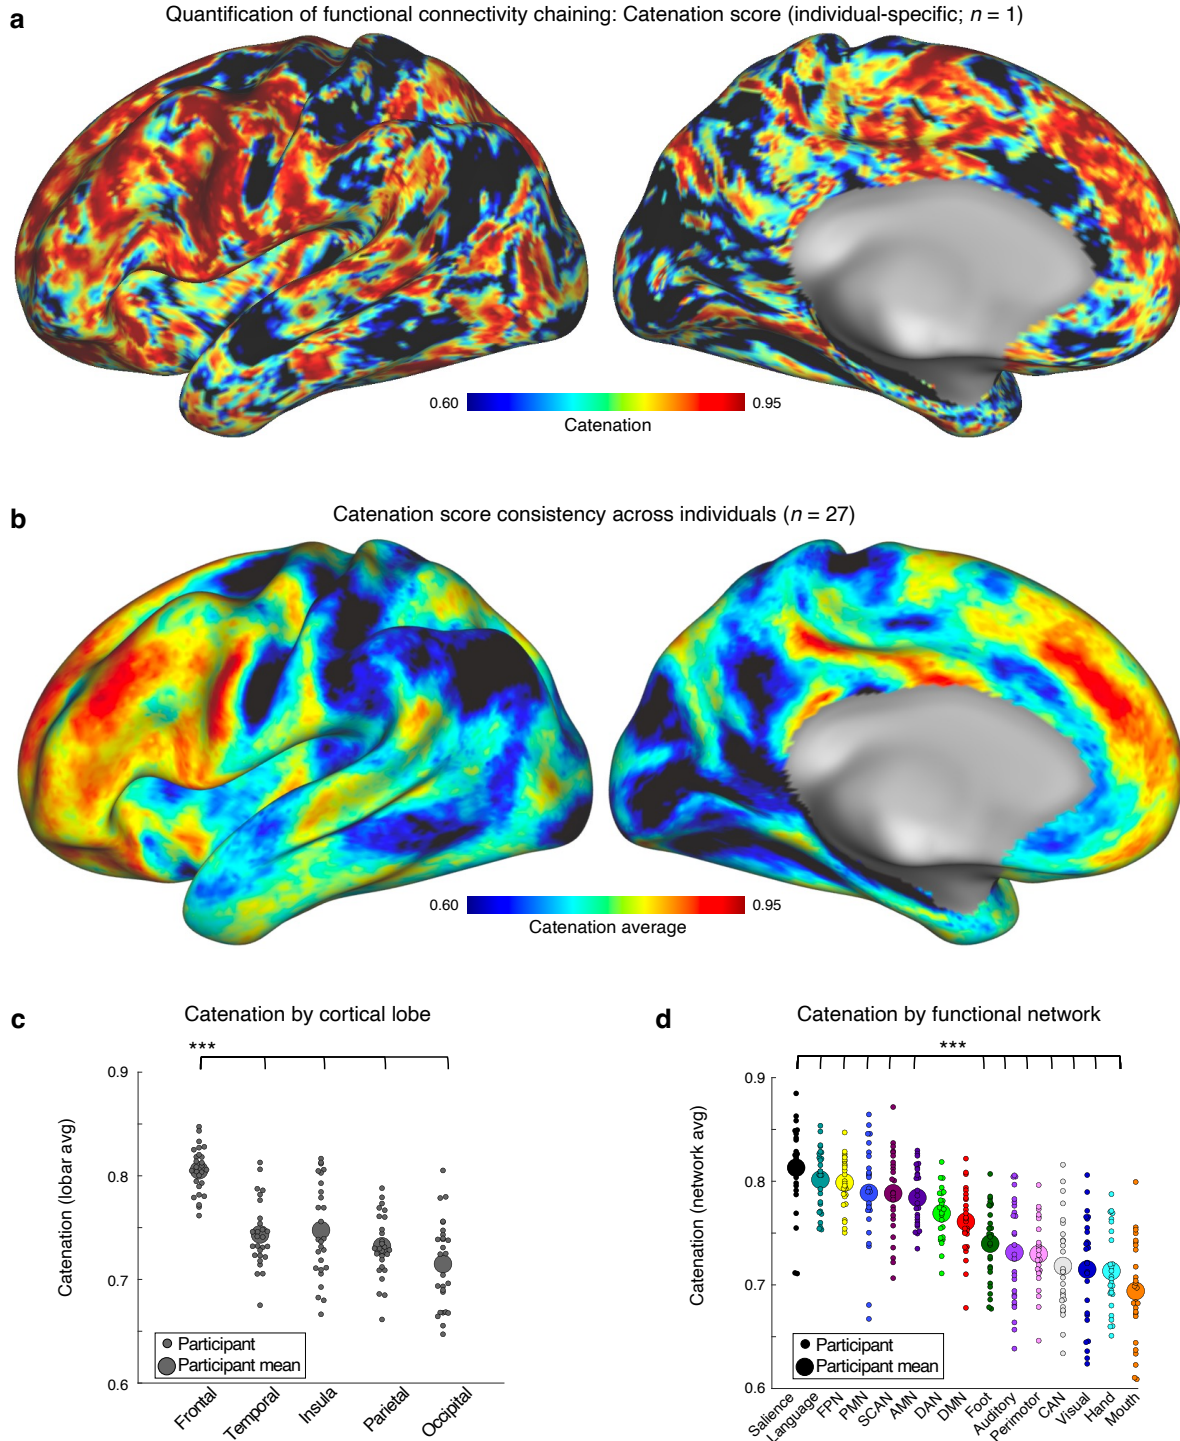 a
Quantification of functional connectivity chaining: Catenation score (individual-specific; n = 1)
0.60
0.95
Catenation
b
Catenation score consistency across individuals (n = 27)
0.60
0.95
Catenation average
c
Catenation by cortical lobe
***
Catenation (lobar avg)
0.9
0.8
0.7
0.6
Participant
Participant mean
Frontal
Temporal
Insula
Parietal
Occipital
d
Catenation by functional network
***
Catenation (network avg)
0.9
0.8
0.7
0.6
Participant
Participant mean
Salience
Language
FPN
PMN
SCAN
AMN
DAN
DMN
Foot
Auditory
Perimotor
CAN
Visual
Hand
Mouth